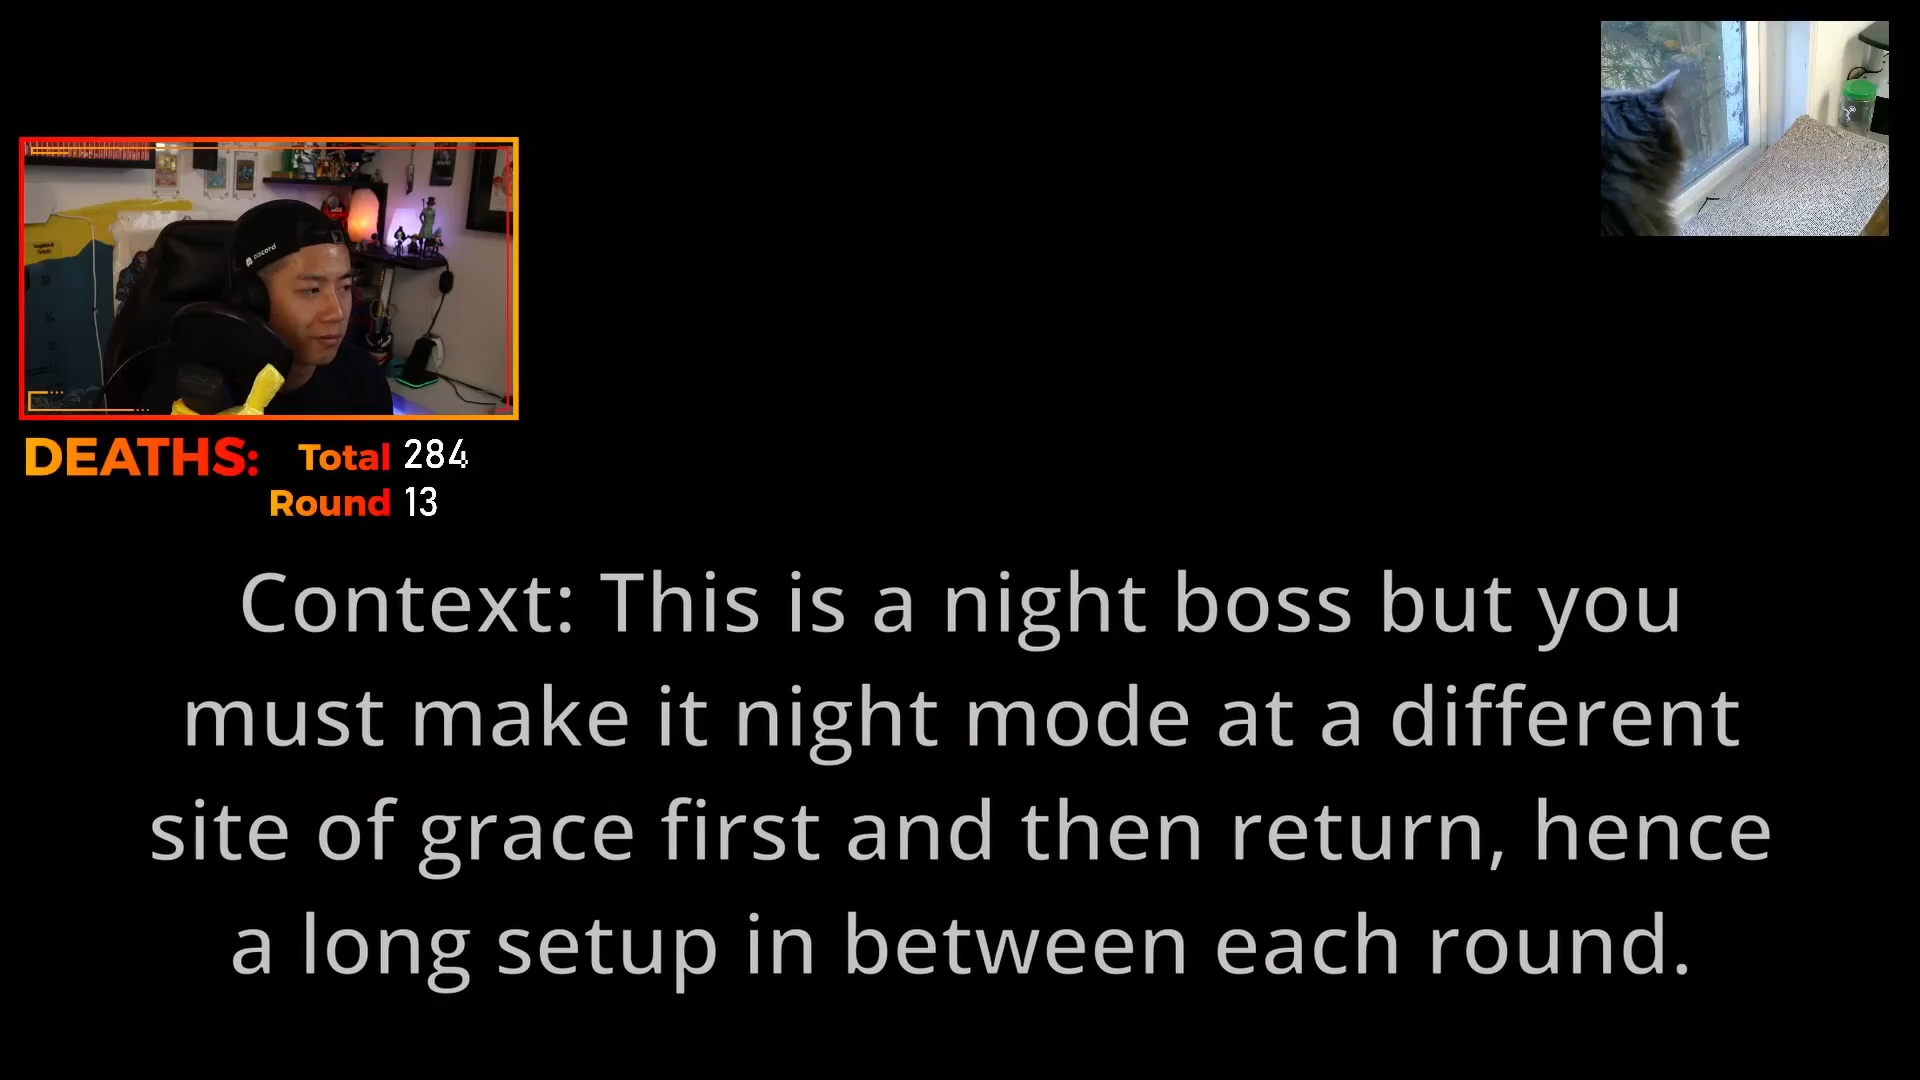 Discord
DEATHS: Total 284
Round 13
Context: This is a night boss but you
must make it night mode at a different
site of grace first and then return, hence
a long setup in between each round.